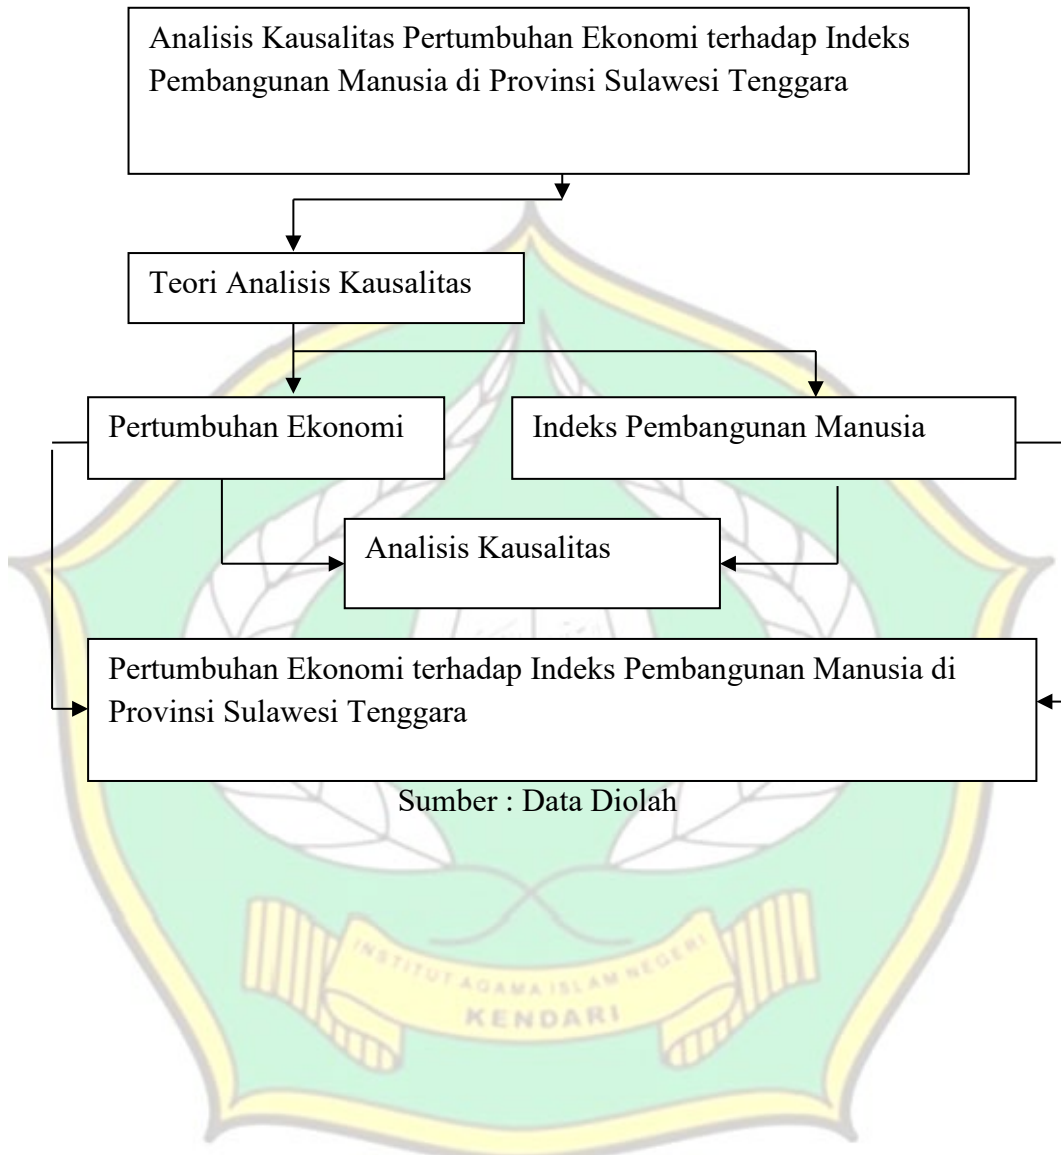 Analisis Kausalitas Pertumbuhan Ekonomi terhadap Indeks
Pembangunan Manusia di Provinsi Sulawesi Tenggara
Teori Analisis Kausalitas
Pertumbuhan Ekonomi
Indeks Pembangunan Manusia
Analisis Kausalitas
Pertumbuhan Ekonomi terhadap Indeks Pembangunan Manusia di
Provinsi Sulawesi Tenggara
Sumber : Data Diolah
INSTITUT AGAMA ISLAM NEGERI
KENDARI